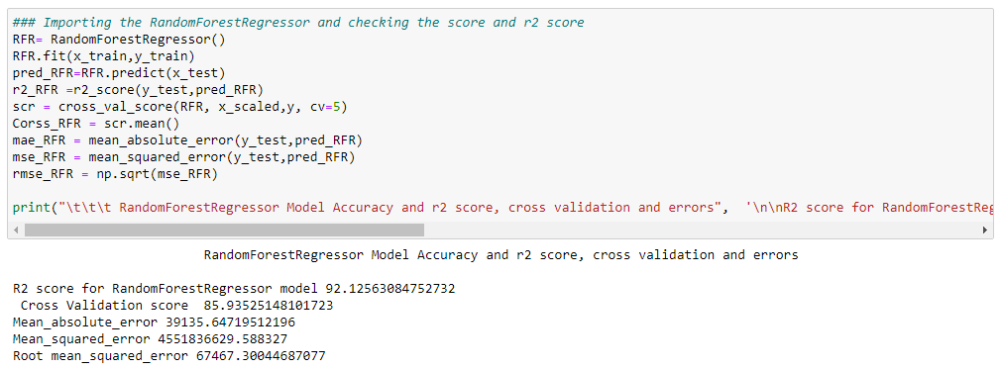 ### Importing the RandomForestRegressor and checking the score and r2 score
RFR= RandomForestRegressor()
RFR.fit(x_train,y_train)
pred_RFR=RFR.predict(x_test)
r2_RFR =r2_score(y_test,pred_RFR)
scr = cross_val_score(RFR, x_scaled,y, cv=5)
Corss_RFR = scr.mean()
mae_RFR = mean_absolute_error(y_test,pred_RFR)
mse_RFR = mean_squared_error(y_test,pred_RFR)
rmse_RFR = np.sqrt(mse_RFR)
print("\t\t\t RandomForestRegressor Model Accuracy and r2 score, cross validation and errors",  '\n\nR2 score for RandomForestReg
RandomForestRegressor Model Accuracy and r2 score, cross validation and errors
R2 score for RandomForestRegressor model 92.12563084752732
Cross Validation score  85.93525148101723
Mean_absolute_error 39135.64719512196
Mean_squared_error 4551836629.588327
Root mean_squared_error 67467.30044687077